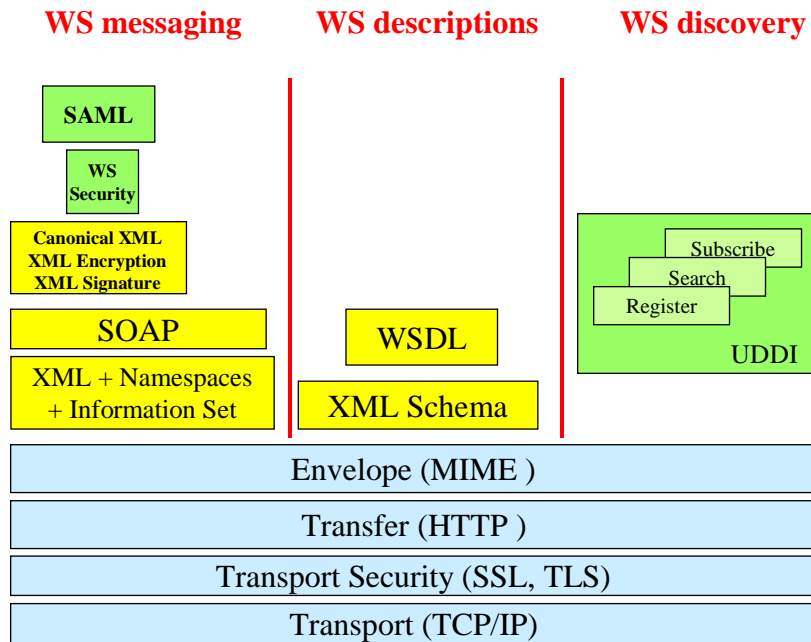 WS messaging
WS descriptions
WS discovery
SAML
WS
Security
Canonical XML
XML Encryption
XML Signature
SOAP
XML + Namespaces
+ Information Set
WSDL
XML Schema
Subscribe
Search
Register
UDDI
Envelope (MIME )
Transfer (HTTP )
Transport Security (SSL, TLS)
Transport (TCP/IP)